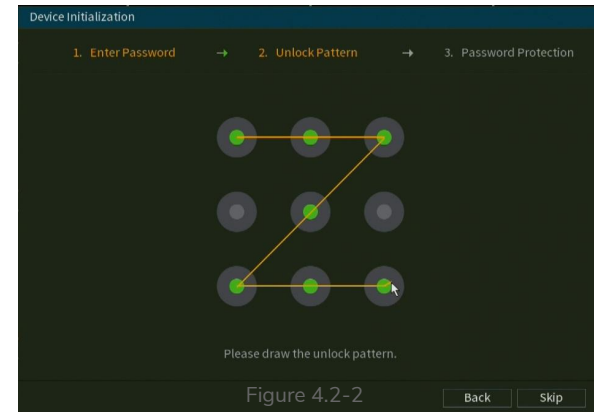 Device Initialization
1. Enter Password → 2. Unlock Pattern → 3. Password Protection
Please draw the unlock pattern.
Figure 4.2-2
Back Skip